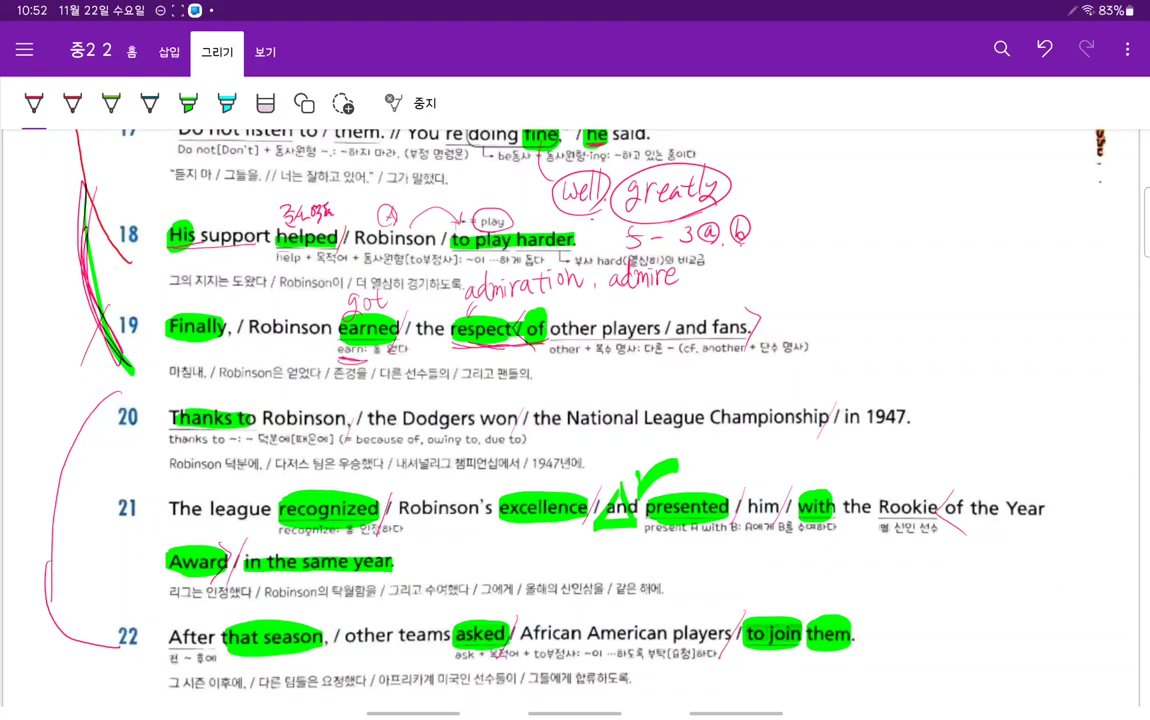 10:52 11월 22일 수요일 83%
중2 2 홈 삽입 그리기 보기
중지
17 Do not listen to / them. // You're doing fine," / he said.
Do not[Don't] + 동사원형 ~.: ~하지 마라. (부정 명령문) be동사 + 동사원형-ing: ~하고 있는 중이다
"듣지 마 / 그들을. // 너는 잘하고 있어." / 그가 말했다.
well. greatly
5 - 3 ⓐ, ⓑ
Ⓐ = play
18 His support helped / Robinson / to play harder.
help + 목적어 + 동사원형[to부정사]: ~이 …하게 돕다 부사 hard(열심히)의 비교급
그의 지지는 도왔다 / Robinson이 / 더 열심히 경기하도록.
admiration, admire
got
19 Finally, / Robinson earned / the respect / of other players / and fans.
earn: 통 얻다 other + 복수 명사: 다른 ~ (cf. another + 단수 명사)
마침내, / Robinson은 얻었다 / 존경을 / 다른 선수들의 / 그리고 팬들의.
20 Thanks to Robinson, / the Dodgers won / the National League Championship / in 1947.
thanks to ~: ~ 덕분에[때문에] (= because of, owing to, due to)
Robinson 덕분에, / 다저스 팀은 우승했다 / 내셔널리그 챔피언십에서 / 1947년에.
21 The league recognized / Robinson's excellence / and presented / him / with the Rookie of the Year
recognize: 통 인정하다 present A with B: A에게 B를 수여하다 명 신인 선수
Award / in the same year.
리그는 인정했다 / Robinson의 탁월함을 / 그리고 수여했다 / 그에게 / 올해의 신인상을 / 같은 해에.
22 After that season, / other teams asked / African American players / to join them.
전 ~ 후에 ask + 목적어 + to부정사: ~이 …하도록 부탁[요청]하다
그 시즌 이후에, / 다른 팀들은 요청했다 / 아프리카계 미국인 선수들이 / 그들에게 합류하도록.